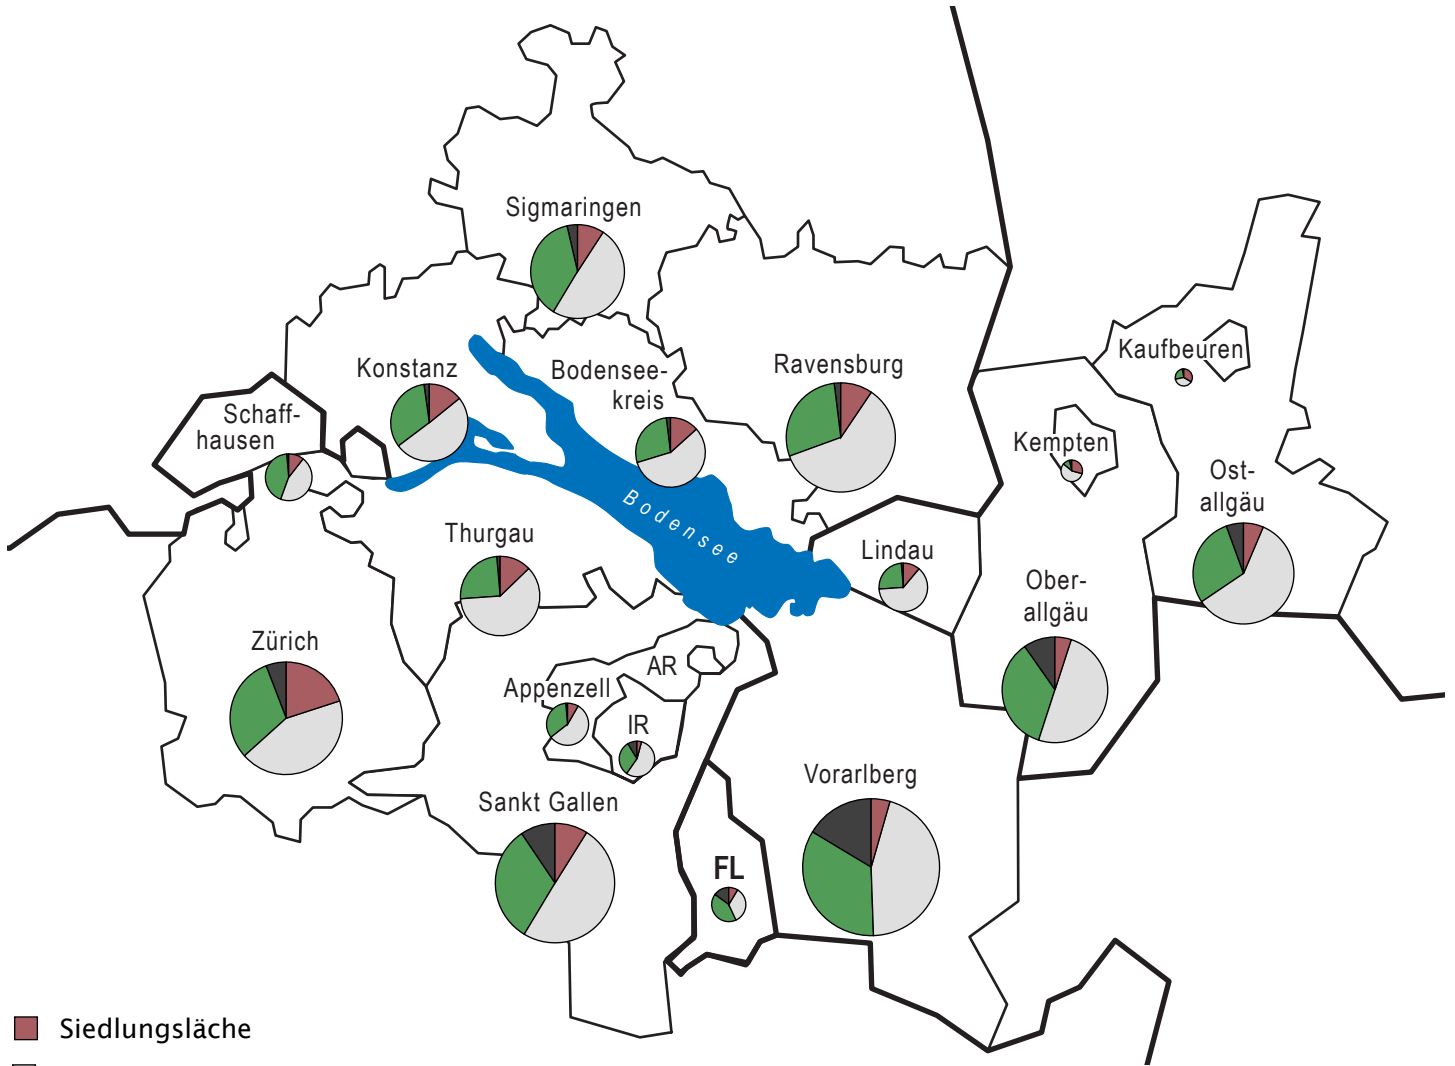 Sigmaringen
Konstanz
Bodensee-
kreis
Ravensburg
Kaufbeuren
Schaff-
hausen
Kempten
Ost-
allgäu
Bodensee
Thurgau
Lindau
Ober-
allgäu
Zürich
AR
Appenzell
IR
Vorarlberg
Sankt Gallen
FL
Siedlungsläche